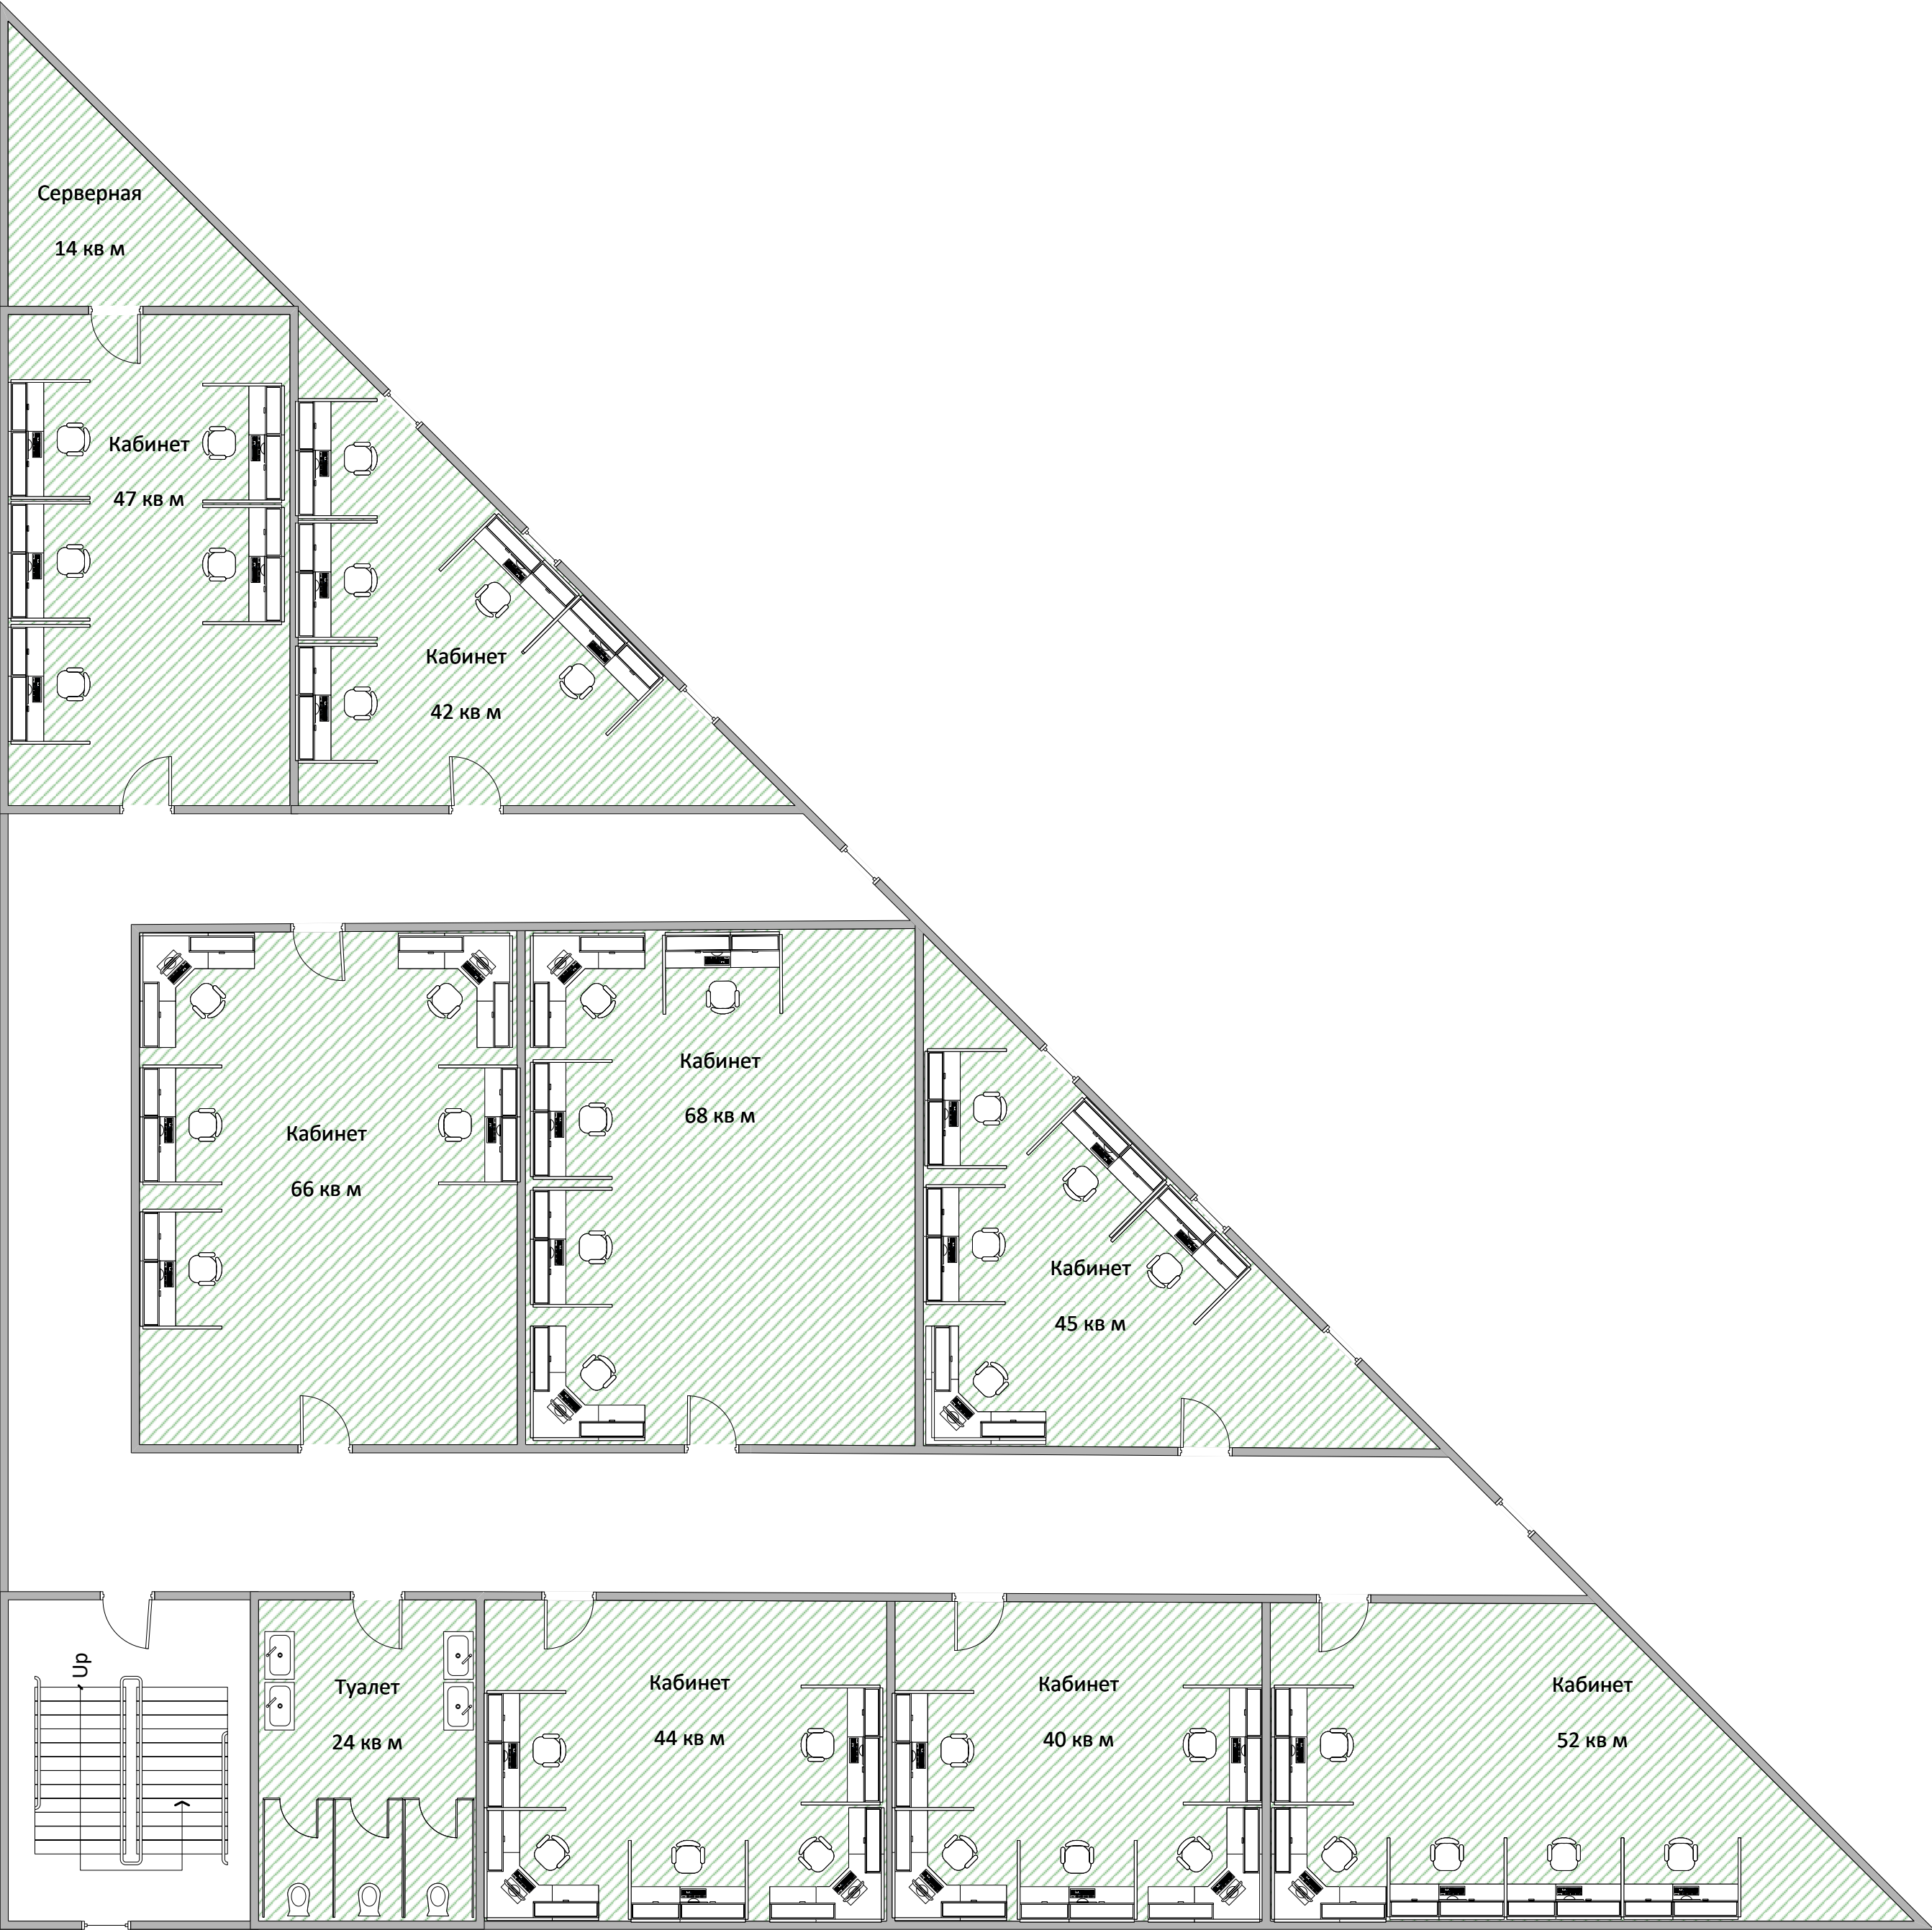 Серверная
14 кв м
Кабинет
47 кв м
Кабинет
42 кв м
Кабинет
68 кв м
Кабинет
66 кв м
Кабинет
45 кв м
Up
Туалет
24 кв м
Кабинет
44 кв м
Кабинет
40 кв м
Кабинет
52 кв м